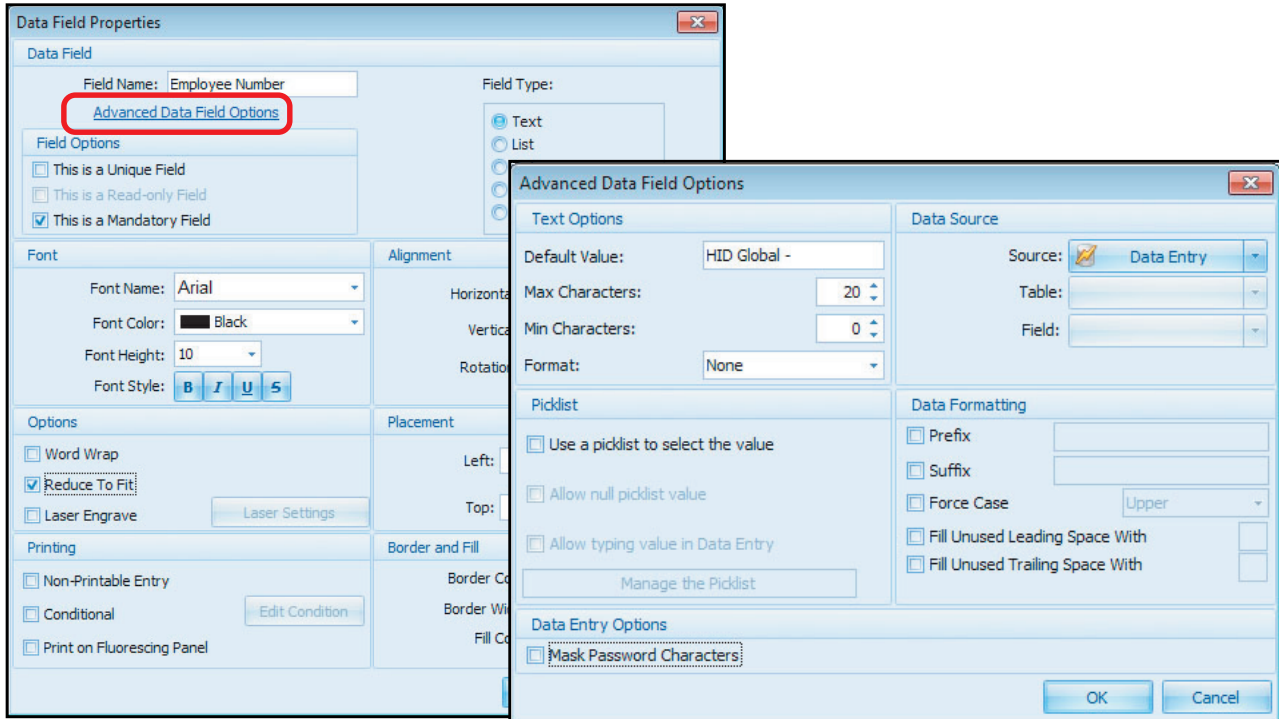 Data Field Properties
Data Field
Field Name: Employee Number
Advanced Data Field Options
Field Type:
Text
List
Field Options
This is a Unique Field
This is a Read-only Field
This is a Mandatory Field
Font
Font Name: Arial
Font Color: Black
Font Height: 10
Font Style: B I U S
Alignment
Options
Word Wrap
Reduce To Fit
Laser Engrave Laser Settings
Placement
Left:
Top:
Printing
Non-Printable Entry
Conditional Edit Condition
Print on Fluorescing Panel
Border and Fill
Border
Border
Fill
Advanced Data Field Options
Text Options
Default Value: HID Global -
Max Characters: 20
Min Characters: 0
Format: None
Data Source
Source: Data Entry
Table:
Field:
Picklist
Use a picklist to select the value
Allow null picklist value
Allow typing value in Data Entry
Manage the Picklist
Data Formatting
Prefix
Suffix
Force Case Upper
Fill Unused Leading Space With
Fill Unused Trailing Space With
Data Entry Options
Mask Password Characters
OK Cancel